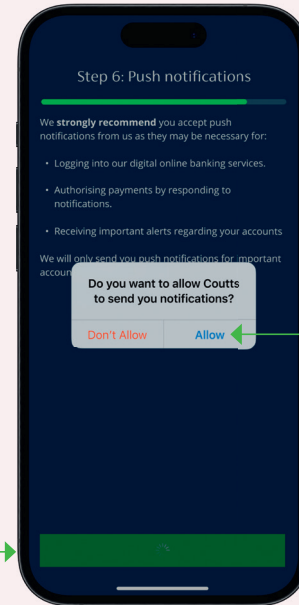 Step 6: Push notifications
We strongly recommend you accept push
notifications from us as they may be necessary for:
• Logging into our digital online banking services.
• Authorising payments by responding to
notifications.
• Receiving important alerts regarding your accounts
We will only send you push notifications for important
accoun
Do you want to allow Coutts
to send you notifications?
Don't Allow
Allow